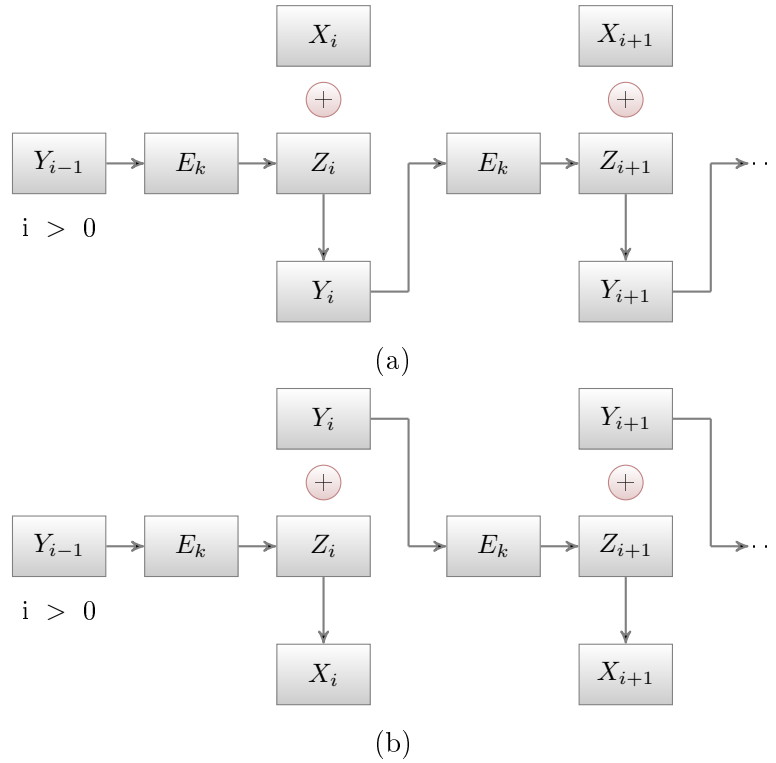 X_i X_{i+1}
+ +
Y_{i−1} E_k Z_i E_k Z_{i+1} ..
i > 0
Y_i Y_{i+1}
(a)
Y_i Y_{i+1}
+ +
Y_{i−1} E_k Z_i E_k Z_{i+1} ..
i > 0
X_i X_{i+1}
(b)